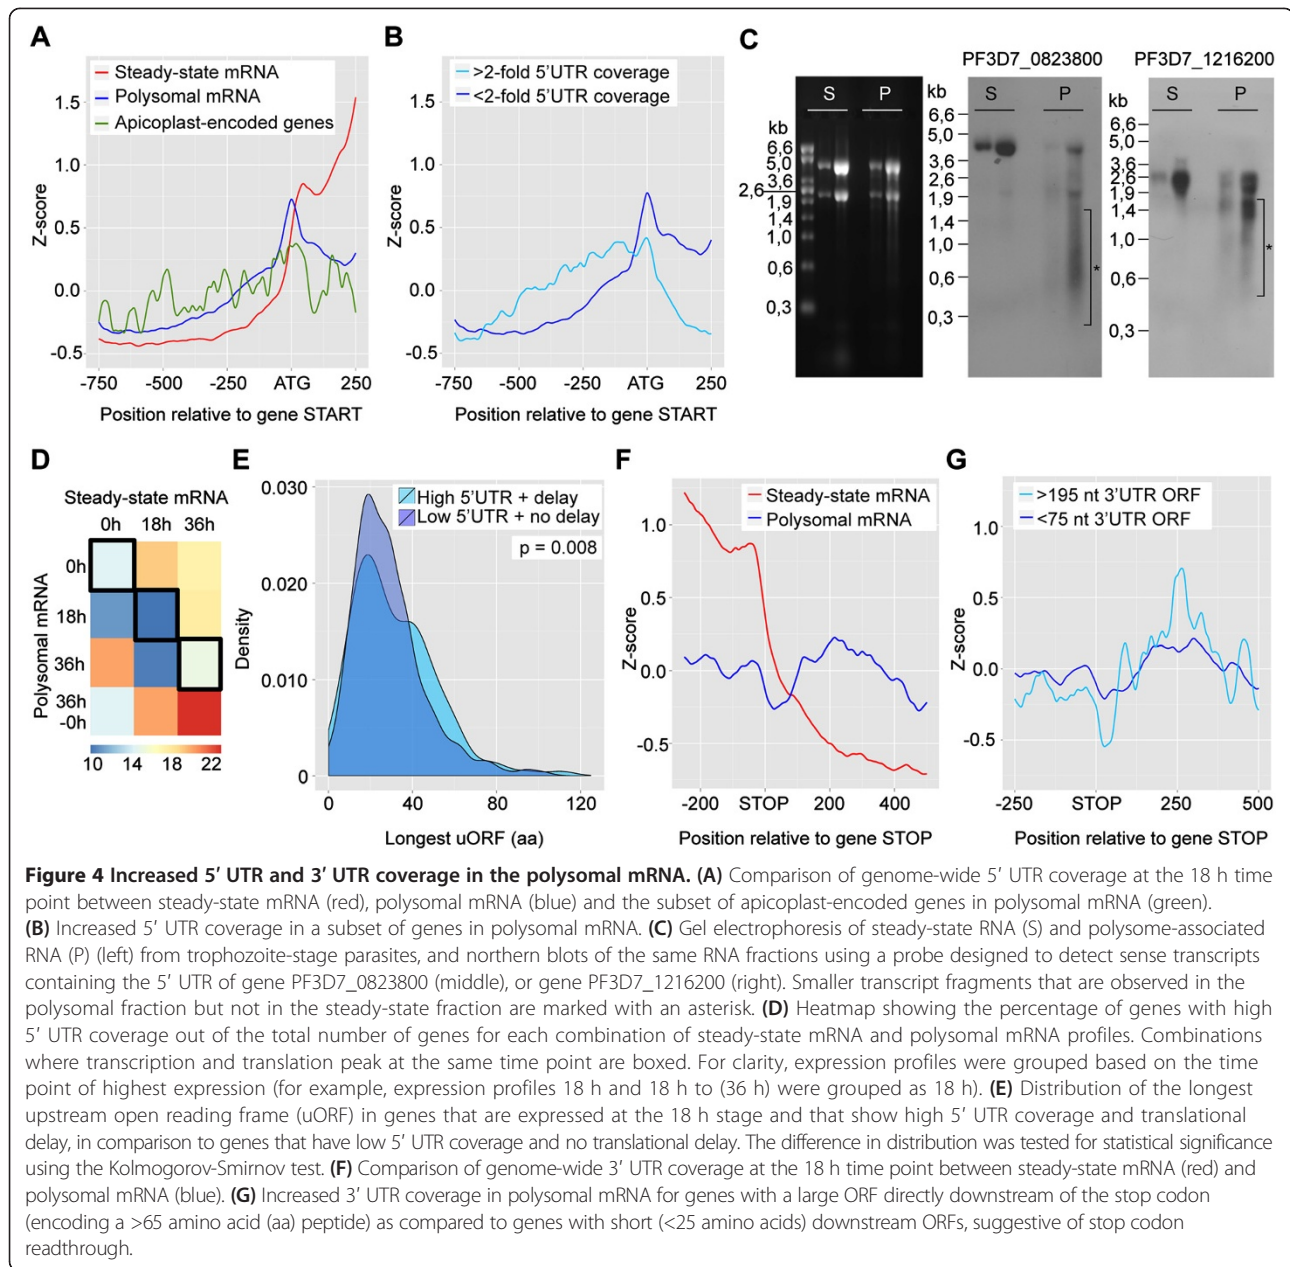 A
Steady-state mRNA
Polysomal mRNA
Apicoplast-encoded genes
1.5
1.0
0.5
0.0
-0.5
Z-score
-750
-500
-250
ATG
250
Position relative to gene START
B
>2-fold 5'UTR coverage
<2-fold 5'UTR coverage
1.5
1.0
0.5
0.0
-0.5
Z-score
-750
-500
-250
ATG
250
Position relative to gene START
C
S P
kb
6,6
5,0
3,6
2,6
1,9
1,4
1,0
0,6
0,3
PF3D7_0823800
kb
S P
6,6
5,0
3,6
2,6
1,9
1,4
1,0
0,6
0,3
*
PF3D7_1216200
kb
S P
6,6
5,0
3,6
2,6
1,9
1,4
1,0
0,6
0,3
*
D
Steady-state mRNA
0h 18h 36h
Polysomal mRNA
0h
18h
36h
36h
-0h
10 14 18 22
E
High 5'UTR + delay
Low 5'UTR + no delay
p = 0.008
0.030
0.020
0.010
0
Density
0 40 80 120
Longest uORF (aa)
F
Steady-state mRNA
Polysomal mRNA
1.0
0.5
0.0
-0.5
Z-score
-200 STOP 200 400
Position relative to gene STOP
G
>195 nt 3'UTR ORF
<75 nt 3'UTR ORF
1.0
0.5
0.0
-0.5
Z-score
-250 STOP 250 500
Position relative to gene STOP
Figure 4 Increased 5′ UTR and 3′ UTR coverage in the polysomal mRNA. (A) Comparison of genome-wide 5′ UTR coverage at the 18 h time
point between steady-state mRNA (red), polysomal mRNA (blue) and the subset of apicoplast-encoded genes in polysomal mRNA (green).
(B) Increased 5′ UTR coverage in a subset of genes in polysomal mRNA. (C) Gel electrophoresis of steady-state RNA (S) and polysome-associated
RNA (P) (left) from trophozoite-stage parasites, and northern blots of the same RNA fractions using a probe designed to detect sense transcripts
containing the 5′ UTR of gene PF3D7_0823800 (middle), or gene PF3D7_1216200 (right). Smaller transcript fragments that are observed in the
polysomal fraction but not in the steady-state fraction are marked with an asterisk. (D) Heatmap showing the percentage of genes with high
5′ UTR coverage out of the total number of genes for each combination of steady-state mRNA and polysomal mRNA profiles. Combinations
where transcription and translation peak at the same time point are boxed. For clarity, expression profiles were grouped based on the time
point of highest expression (for example, expression profiles 18 h and 18 h to (36 h) were grouped as 18 h). (E) Distribution of the longest
upstream open reading frame (uORF) in genes that are expressed at the 18 h stage and that show high 5′ UTR coverage and translational
delay, in comparison to genes that have low 5′ UTR coverage and no translational delay. The difference in distribution was tested for statistical significance
using the Kolmogorov-Smirnov test. (F) Comparison of genome-wide 3′ UTR coverage at the 18 h time point between steady-state mRNA (red) and
polysomal mRNA (blue). (G) Increased 3′ UTR coverage in polysomal mRNA for genes with a large ORF directly downstream of the stop codon
(encoding a >65 amino acid (aa) peptide) as compared to genes with short (<25 amino acids) downstream ORFs, suggestive of stop codon
readthrough.